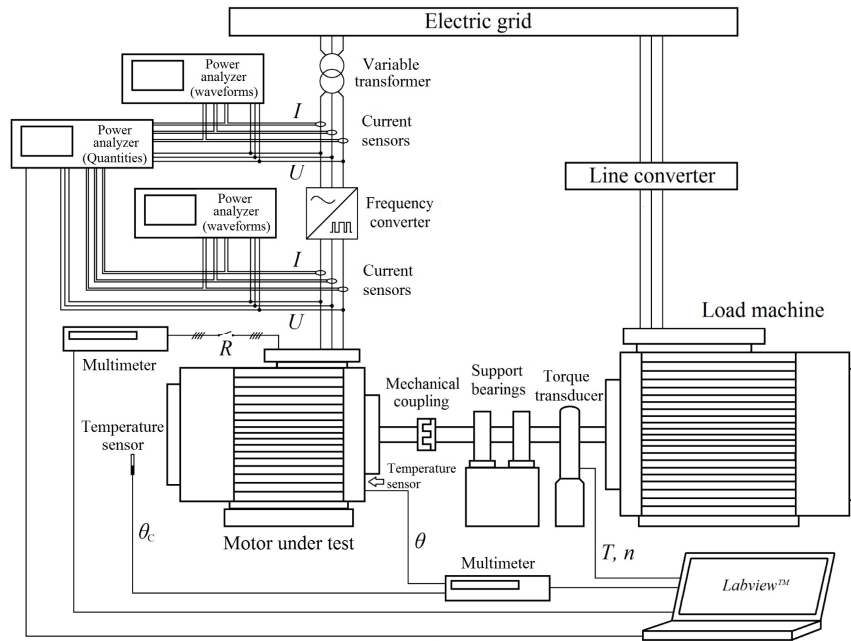 Electric grid
Variable
transformer
Power
analyzer
(waveforms)
I
Current
sensors
Power
analyzer
(Quantities)
U
Line converter
Power
analyzer
(waveforms)
Frequency
converter
I
Current
sensors
U
Load machine
R
Multimeter
Mechanical
coupling
Support
bearings
Torque
transducer
Temperature
sensor
Temperature
sensor
θC
Motor under test
θ
Multimeter
T, n
Labview™